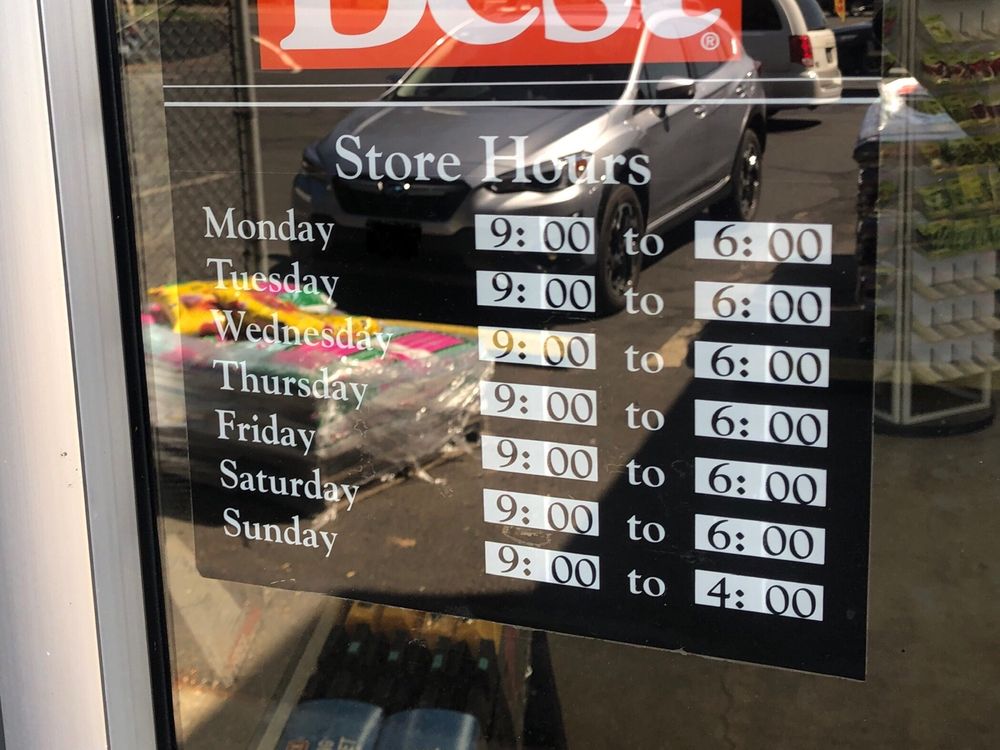 Best®
Store Hours
Monday 9:00 to 6:00
Tuesday 9:00 to 6:00
Wednesday 9:00 to 6:00
Thursday 9:00 to 6:00
Friday 9:00 to 6:00
Saturday 9:00 to 6:00
Sunday 9:00 to 4:00